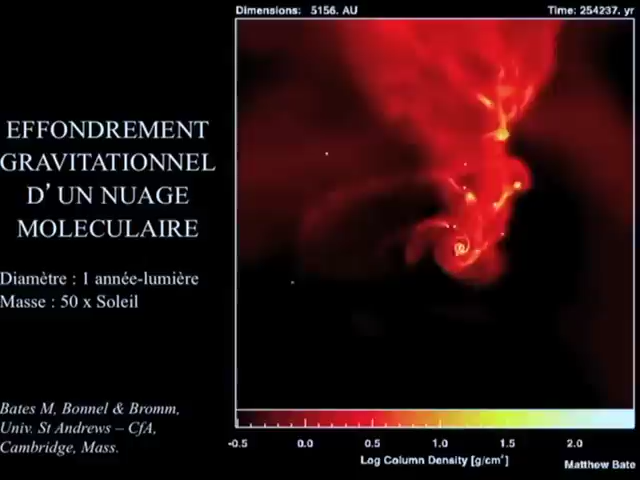 Dimensions: 5156. AU
Time: 254237. yr
EFFONDREMENT
GRAVITATIONNEL
D’UN NUAGE
MOLECULAIRE
Diamètre : 1 année-lumière
Masse : 50 x Soleil
Bates M, Bonnel & Bromm,
Univ. St Andrews – CfA,
Cambridge, Mass.
-0.5 0.0 0.5 1.0 1.5 2.0
Log Column Density [g/cm²]
Matthew Bate